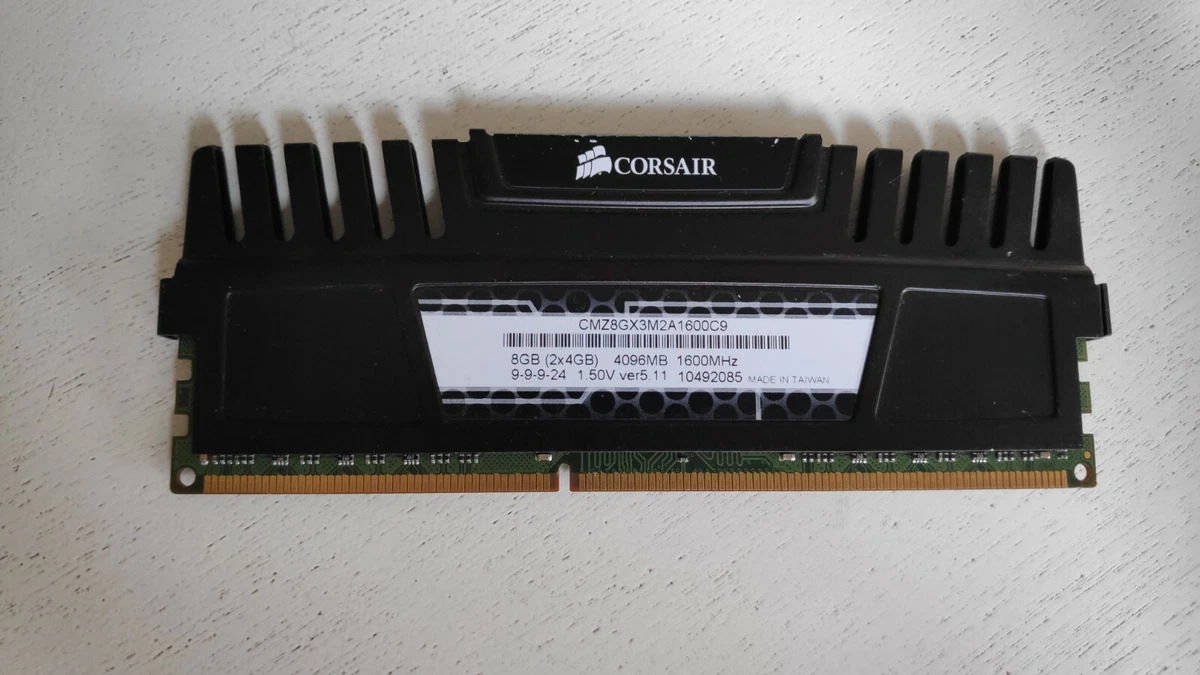 CORSAIR
CMZ8GX3M2A1600C9
8GB (2x4GB) 4096MB 1600MHz
9-9-9-24 1.50V ver5.11 10492085 MADE IN TAIWAN